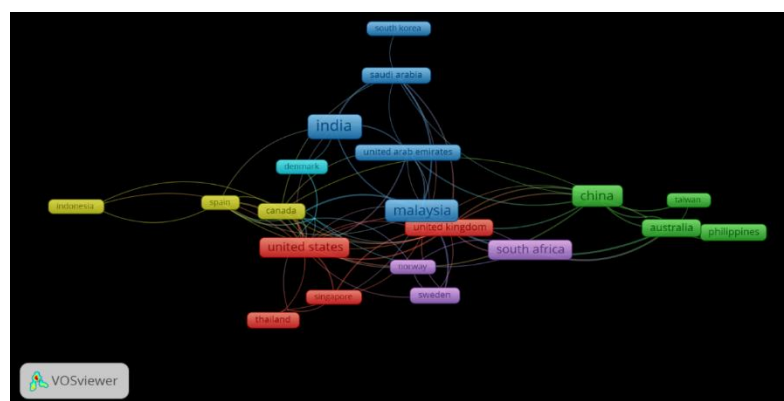 south korea
saudi arabia
india
united arab emirates
denmark
china
indonesia
spain
canada
malaysia
taiwan
united states
united kingdom
south africa
australia
philippines
norway
singapore
sweden
thailand
VOSviewer